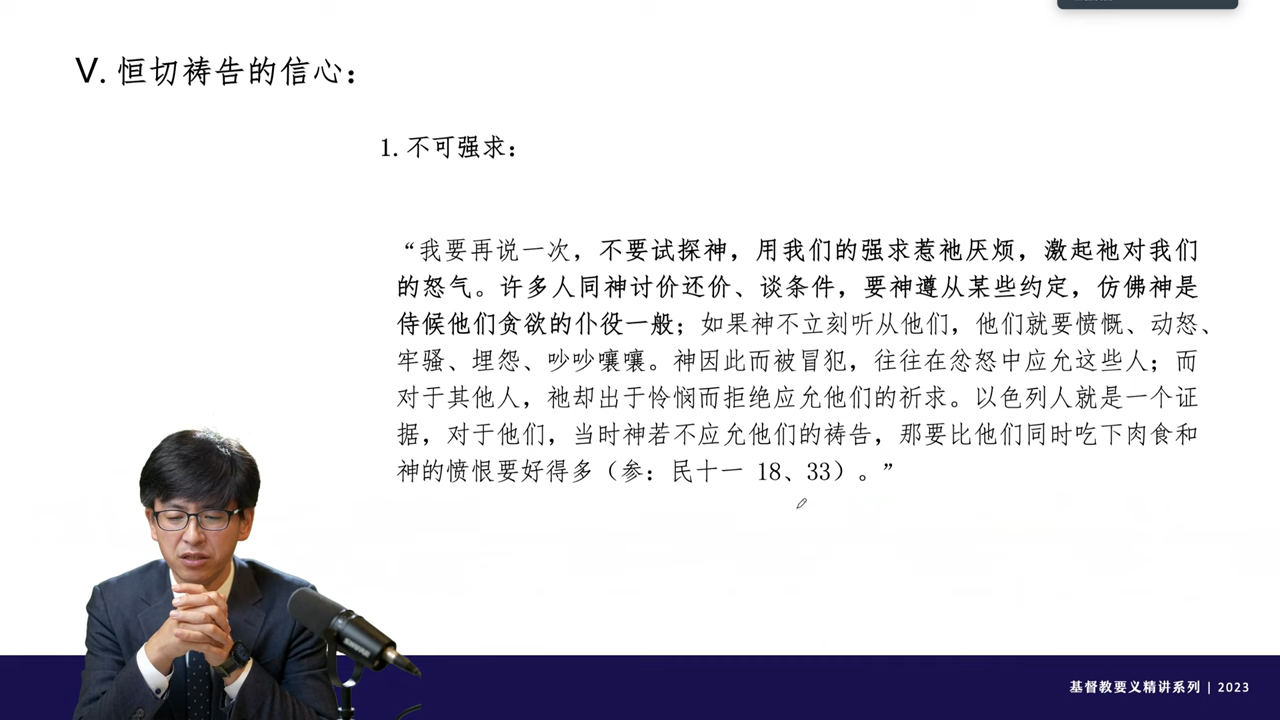 V. 恒切祷告的信心：
1. 不可强求：
“我要再说一次，不要试探神，用我们的强求惹祂厌烦，激起祂对我们
的怒气。许多人同神讨价还价、谈条件，要神遵从某些约定，仿佛神是
侍候他们贪欲的仆役一般；如果神不立刻听从他们，他们就要愤慨、动怒、
牢骚、埋怨、吵吵嚷嚷。神因此而被冒犯，往往在忿怒中应允这些人；而
对于其他人，祂却出于怜悯而拒绝应允他们的祈求。以色列人就是一个证
据，对于他们，当时神若不应允他们的祷告，那要比他们同时吃下肉食和
神的愤恨要好得多（参：民十一 18、33）。”
基督教要义精讲系列 | 2023